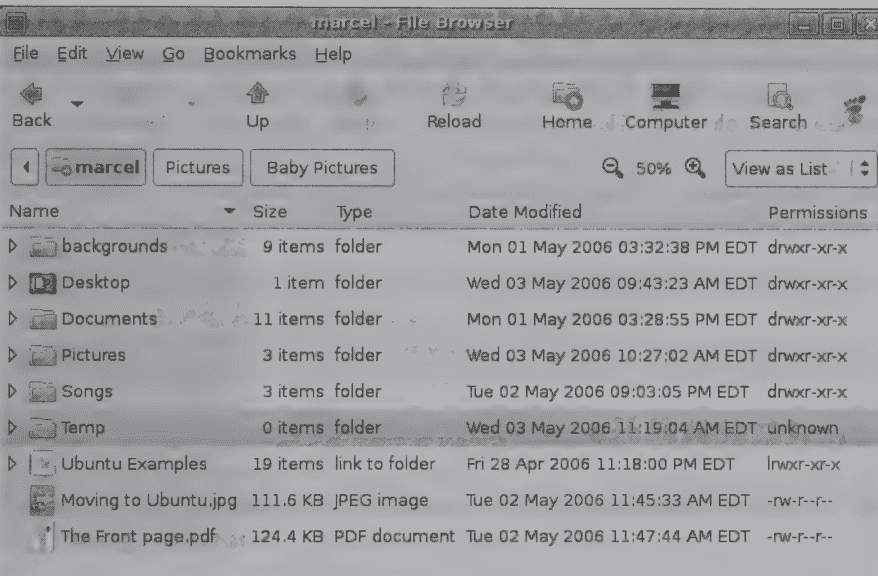 marcel - File Browser
File Edit View Go Bookmarks Help
Back Up Reload Home Computer Search
marcel Pictures Baby Pictures 50% View as List
Name Size Type Date Modified Permissions
backgrounds 9 items folder Mon 01 May 2006 03:32:38 PM EDT drwxr-xr-x
Desktop 1 item folder Wed 03 May 2006 09:43:23 AM EDT drwxr-xr-x
Documents 11 items folder Mon 01 May 2006 03:28:55 PM EDT drwxr-xr-x
Pictures 3 items folder Wed 03 May 2006 10:27:02 AM EDT drwxr-xr-x
Songs 3 items folder Tue 02 May 2006 09:03:05 PM EDT drwxr-xr-x
Temp 0 items folder Wed 03 May 2006 11:19:04 AM EDT unknown
Ubuntu Examples 19 items link to folder Fri 28 Apr 2006 11:18:00 PM EDT lrwxr-xr-x
Moving to Ubuntu.jpg 111.6 KB JPEG image Tue 02 May 2006 11:45:33 AM EDT -rw-r--r--
The Front page.pdf 124.4 KB PDF document Tue 02 May 2006 11:47:44 AM EDT -rw-r--r--